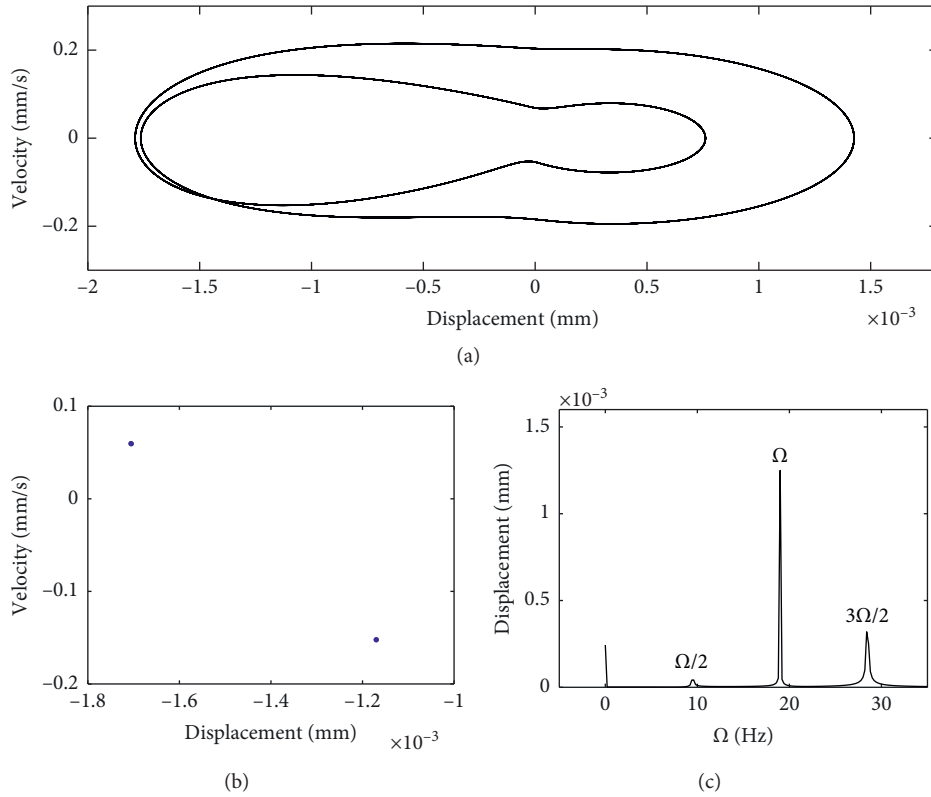 0.2
0
−0.2
Velocity (mm/s)
−2 −1.5 −1 −0.5 0 0.5 1 1.5
Displacement (mm) ×10⁻³
(a)
0.1
0
−0.1
−0.2
Velocity (mm/s)
−1.8 −1.6 −1.4 −1.2 −1
Displacement (mm) ×10⁻³
(b)
×10⁻³
1.5
1
0.5
0
Displacement (mm)
Ω/2
Ω
3Ω/2
0 10 20 30
Ω (Hz)
(c)